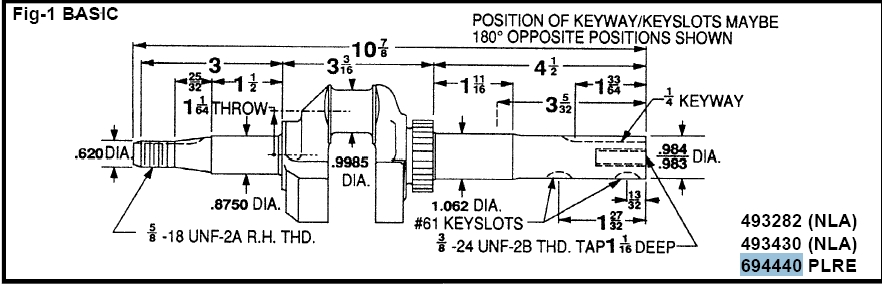 Fig-1 BASIC
POSITION OF KEYWAY/KEYSLOTS MAYBE
180° OPPOSITE POSITIONS SHOWN
10 7/8
3
3 3/16
4 1/2
25/32
1 1/2
1 11/16
1 33/64
1 1/64 THROW
3 5/32
1/4 KEYWAY
.620 DIA.
.9985
DIA.
.984
.983 DIA.
.8750 DIA.
1.062 DIA.
13/32
#61 KEYSLOTS
1 27/32
5/8 -18 UNF-2A R.H. THD.
3/8 -24 UNF-2B THD. TAP 1 1/16 DEEP
493282 (NLA)
493430 (NLA)
694440 PLRE